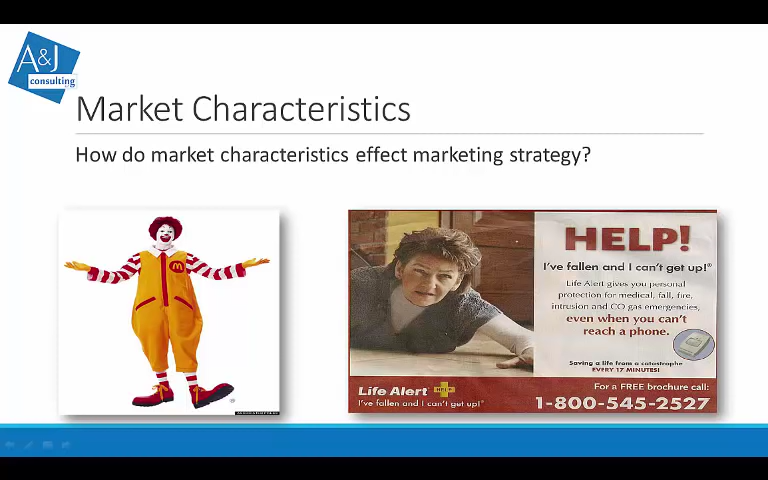 A&J
consulting
Market Characteristics
How do market characteristics effect marketing strategy?
HELP!
I've fallen and I can't get up!®
Life Alert gives you personal
protection for medical, fall, fire,
intrusion and CO gas emergencies,
even when you can't
reach a phone.
Saving a life from a catastrophe
EVERY 17 MINUTES!
Life Alert® HELP
I've fallen and I can't get up!®
For a FREE brochure call:
1-800-545-2527